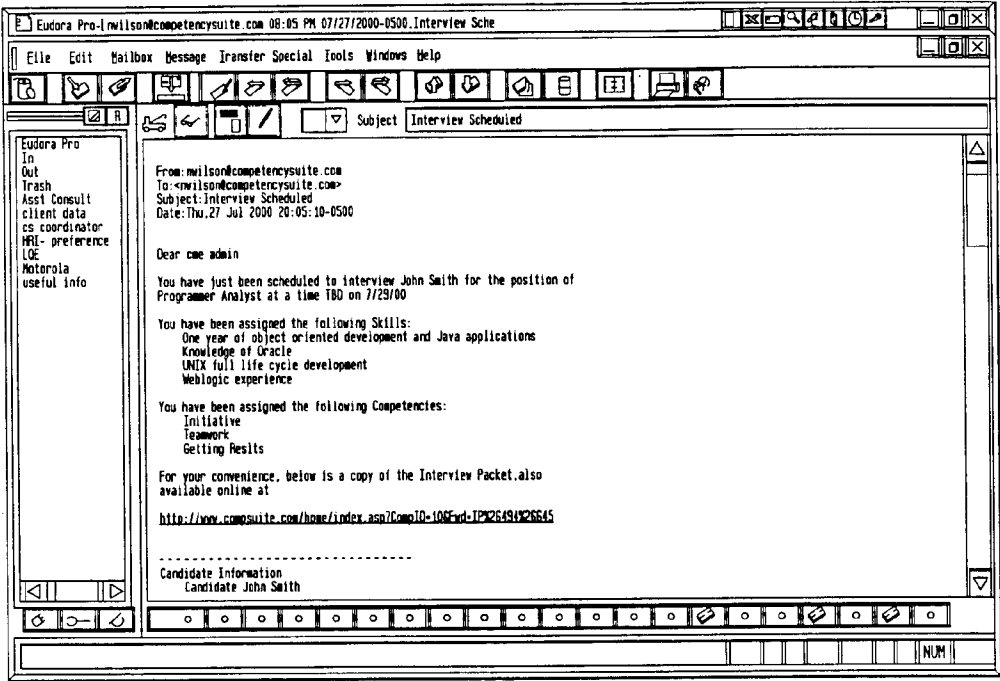 Eudora Pro-[nwilson@competencysuite.com 08:05 PM 07/27/2000-0500.Interview Sche
File Edit Mailbox Message Transfer Special Tools Windows Help
R
Subject Interview Scheduled
Eudora Pro
In
Out
Trash
Asst Consult
client data
cs coordinator
HRI- preference
LQE
Motorola
useful info
From:nwilson@competencysuite.com
To:<nwilson@competencysuite.com>
Subject:Interview Scheduled
Date:Thu,27 Jul 2000 20:05:10-0500
Dear cme admin
You have just been scheduled to interview John Smith for the position of
Programmer Analyst at a time TBD on 7/29/00
You have been assigned the following Skills:
One year of object oriented development and Java applications
Knowledge of Oracle
UNIX full life cycle development
Weblogic experience
You have been assigned the following Competencies:
Initiative
Teamwork
Getting Reslts
For your convenience, below is a copy of the Interview Packet,also
available online at
http://www.compsuite.com/home/index.asp?CompID=10&Fwd=IP%26494%26645
- - - - - - - - - - - - - - - - - - - - - - - - - - - - - -
Candidate Information
Candidate John Smith
NUM